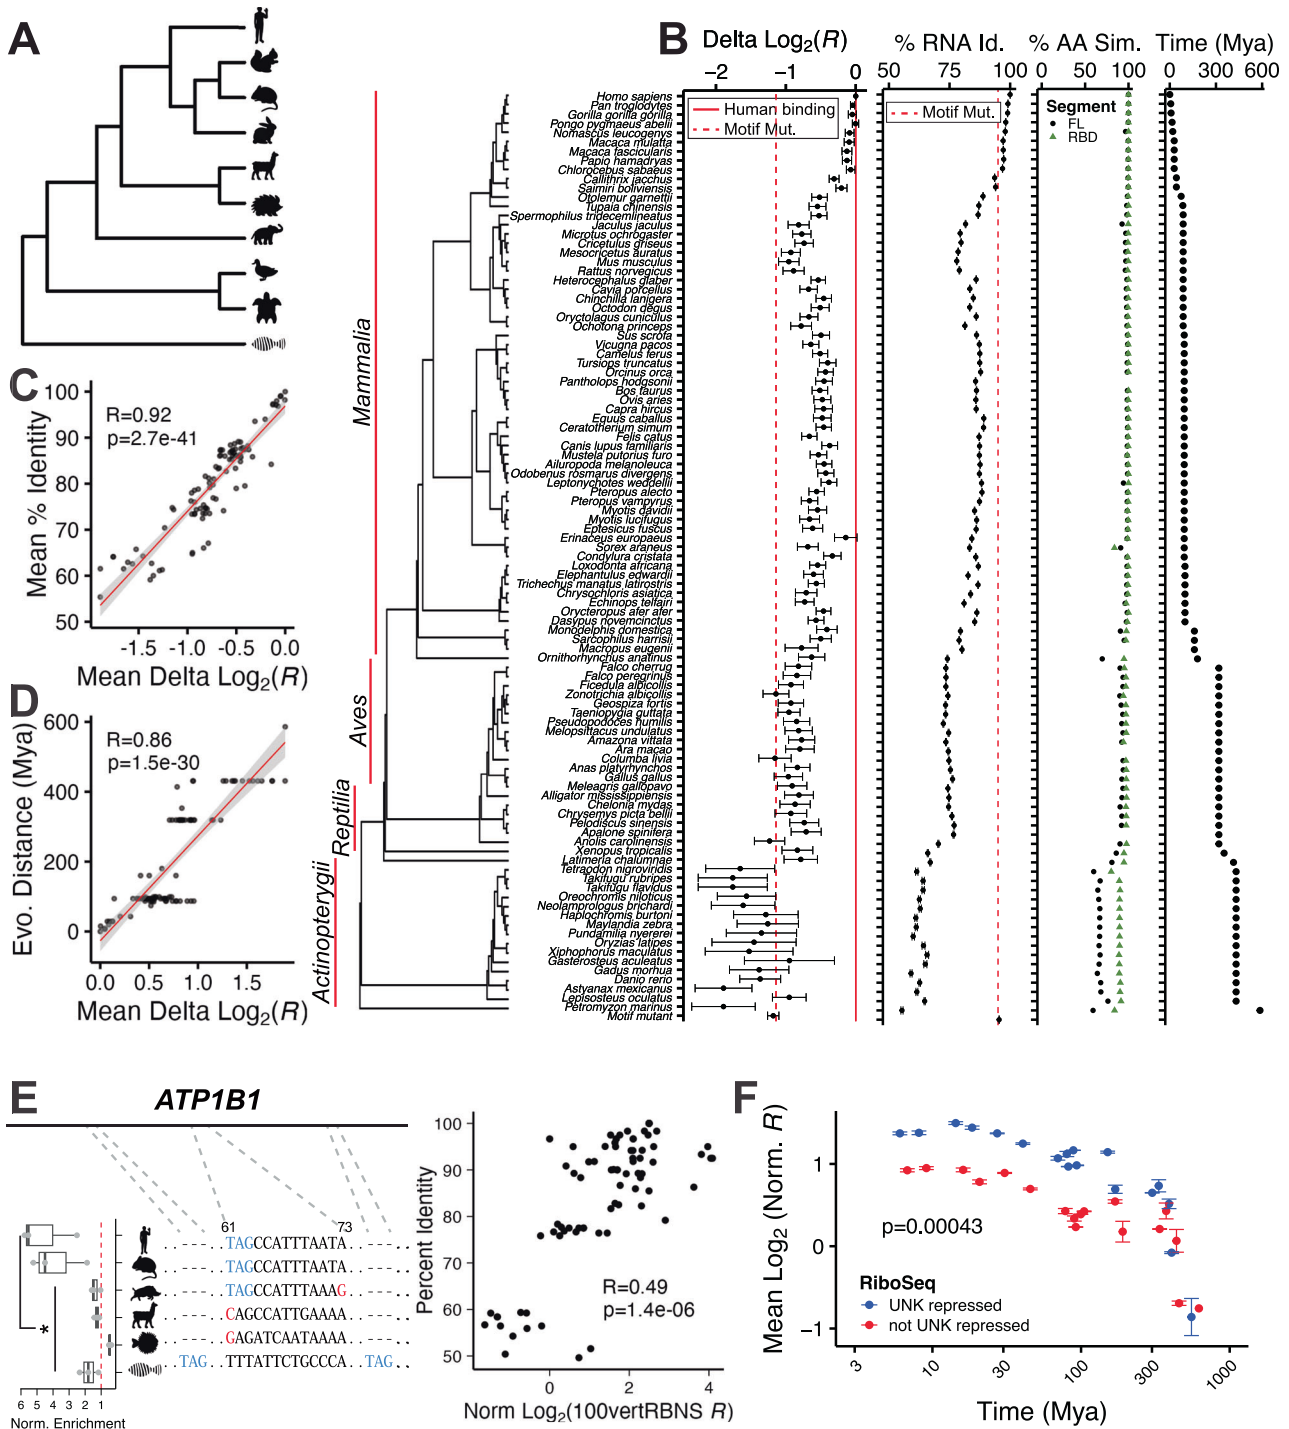 A
B
Delta Log2(R)
−2 −1 0
% RNA Id.
50 75 100
% AA Sim.
0 50 100
Time (Mya)
0 300 600
Human binding
Motif Mut.
Motif Mut.
Segment
FL
RBD
Mammalia
Aves
Reptilia
Actinopterygii
Homo sapiens
Pan troglodytes
Gorilla gorilla gorilla
Pongo pygmaeus abelii
Nomascus leucogenys
Macaca mulatta
Macaca fascicularis
Papio hamadryas
Chlorocebus sabaeus
Callithrix jacchus
Saimiri boliviensis
Otolemur garnettii
Tupaia chinensis
Spermophilus tridecemlineatus
Jaculus jaculus
Microtus ochrogaster
Cricetulus griseus
Mesocricetus auratus
Mus musculus
Rattus norvegicus
Heterocephalus glaber
Cavia porcellus
Chinchilla lanigera
Octodon degus
Oryctolagus cuniculus
Ochotona princeps
Sus scrofa
Vicugna pacos
Camelus ferus
Tursiops truncatus
Orcinus orca
Pantholops hodgsonii
Bos taurus
Ovis aries
Capra hircus
Equus caballus
Ceratotherium simum
Felis catus
Canis lupus familiaris
Mustela putorius furo
Ailuropoda melanoleuca
Odobenus rosmarus divergens
Leptonychotes weddellii
Pteropus alecto
Pteropus vampyrus
Myotis davidii
Myotis lucifugus
Eptesicus fuscus
Erinaceus europaeus
Sorex araneus
Condylura cristata
Loxodonta africana
Elephantulus edwardii
Trichechus manatus latirostris
Chrysochloris asiatica
Echinops telfairi
Orycteropus afer afer
Dasypus novemcinctus
Monodelphis domestica
Sarcophilus harrisii
Macropus eugenii
Ornithorhynchus anatinus
Falco cherrug
Falco peregrinus
Ficedula albicollis
Zonotrichia albicollis
Geospiza fortis
Taeniopygia guttata
Pseudopodoces humilis
Melopsittacus undulatus
Amazona vittata
Ara macao
Columba livia
Anas platyrhynchos
Gallus gallus
Meleagris gallopavo
Alligator mississippiensis
Chelonia mydas
Chrysemys picta bellii
Pelodiscus sinensis
Apalone spinifera
Anolis carolinensis
Xenopus tropicalis
Latimeria chalumnae
Tetraodon nigroviridis
Takifugu rubripes
Takifugu flavidus
Oreochromis niloticus
Neolamprologus brichardi
Haplochromis burtoni
Maylandia zebra
Pundamilia nyererei
Oryzias latipes
Xiphophorus maculatus
Gasterosteus aculeatus
Gadus morhua
Danio rerio
Astyanax mexicanus
Lepisosteus oculatus
Petromyzon marinus
Motif mutant
C
R=0.92
p=2.7e-41
Mean % Identity
100
90
80
70
60
50
-1.5 -1.0 -0.5 0.0
Mean Delta Log2(R)
D
R=0.86
p=1.5e-30
Evo. Distance (Mya)
600
400
200
0
0.0 0.5 1.0 1.5
Mean Delta Log2(R)
E
ATP1B1
61 73
..----..TAGCCATTTAATA..----..
..----..TAGCCATTTAATA..----..
..----..TAGCCATTTAAAG..----..
..----..CAGCCATTGAAAA..----..
..----..GAGATCAATAAAA..----..
..TAG..TTTATTCTGCCCA..TAG..
*
6 5 4 3 2 1
Norm. Enrichment
Percent Identity
100
90
80
70
60
50
R=0.49
p=1.4e-06
0 2 4
Norm Log2(100vertRBNS R)
F
Mean Log2(Norm. R)
1
0
−1
p=0.00043
RiboSeq
UNK repressed
not UNK repressed
3 10 30 100 300 1000
Time (Mya)